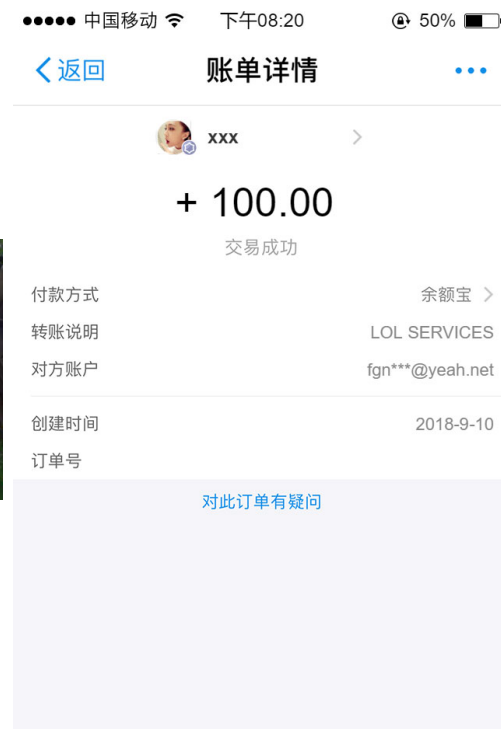 中国移动 下午08:20 50%
返回 账单详情
xxx
+ 100.00
交易成功
付款方式 余额宝
转账说明 LOL SERVICES
对方账户 fgn***@yeah.net
创建时间 2018-9-10
订单号
对此订单有疑问